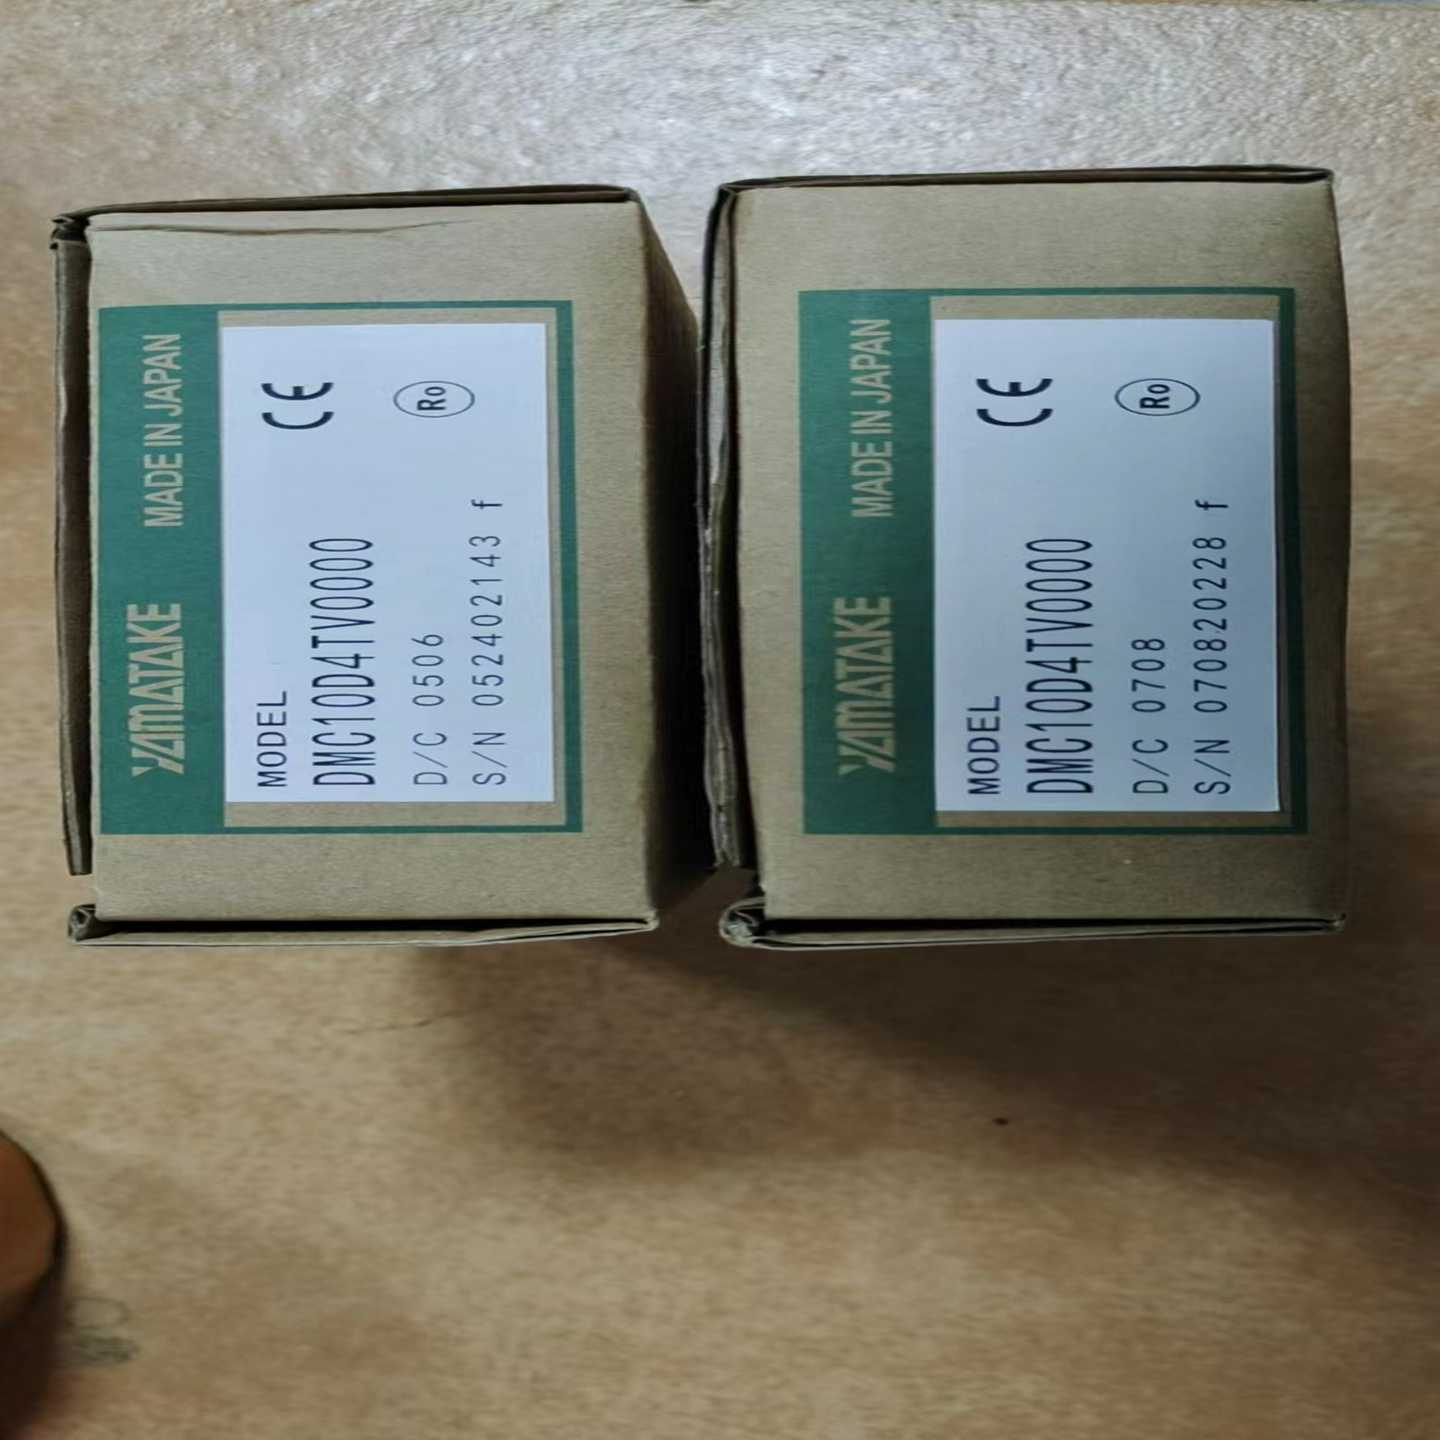 YAMATAKE MADE IN JAPAN
MODEL CE
DMC10D4TV0000
D/C 0506 Ro
S/N 052402143 f
YAMATAKE MADE IN JAPAN
MODEL CE
DMC10D4TV0000
D/C 0708 Ro
S/N 070820228 f